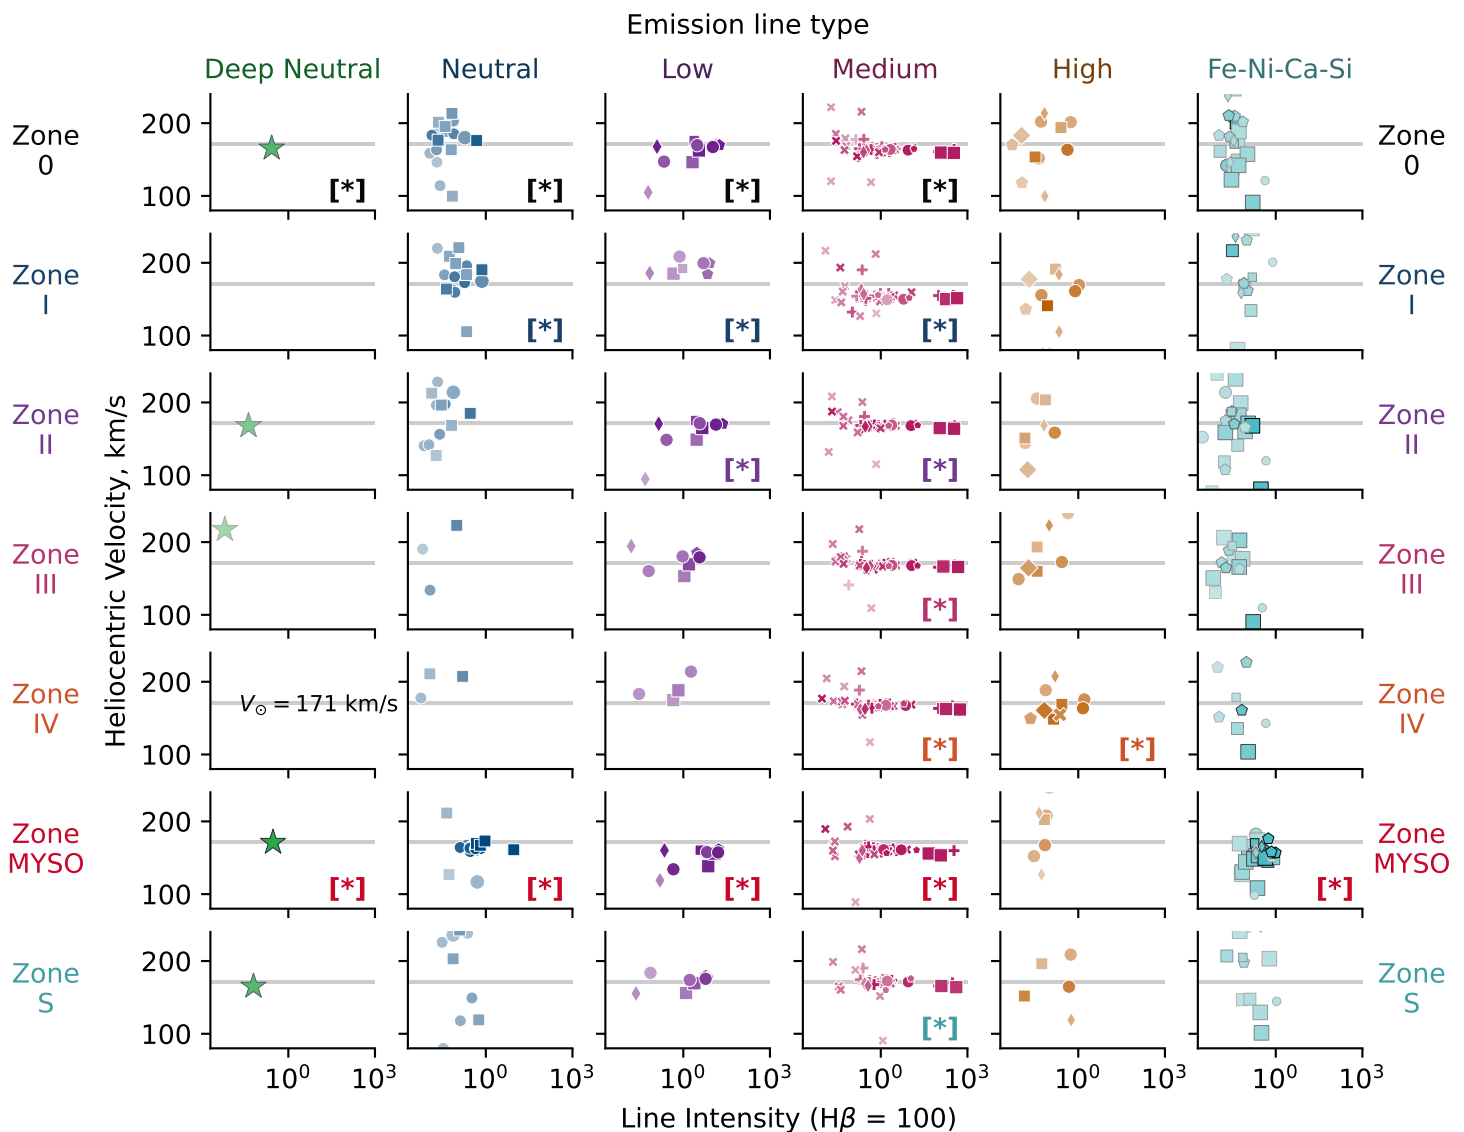 Emission line type
Deep Neutral Neutral Low Medium High Fe-Ni-Ca-Si
Zone 0 200 100 [*] [*] [*] [*] Zone 0
Zone I 200 100 [*] [*] [*] Zone I
Zone II 200 100 [*] [*] Zone II
Zone III 200 100 [*] Zone III
Zone IV 200 100 V⊙ = 171 km/s [*] [*] Zone IV
Zone MYSO 200 100 [*] [*] [*] [*] [*] Zone MYSO
Zone S 200 100 [*] Zone S
Heliocentric Velocity, km/s
10⁰ 10³ 10⁰ 10³ 10⁰ 10³ 10⁰ 10³ 10⁰ 10³ 10⁰ 10³
Line Intensity (Hβ = 100)